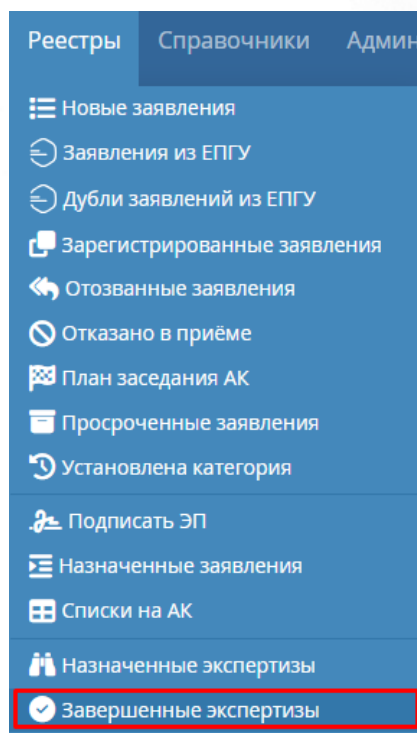 Реестры Справочники Админ
Новые заявления
Заявления из ЕПГУ
Дубли заявлений из ЕПГУ
Зарегистрированные заявления
Отозванные заявления
Отказано в приёме
План заседания АК
Просроченные заявления
Установлена категория
Подписать ЭП
Назначенные заявления
Списки на АК
Назначенные экспертизы
Завершенные экспертизы